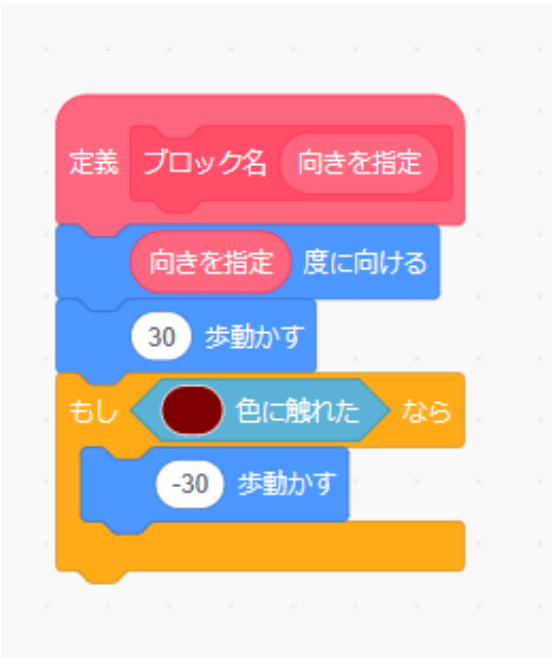 定義 ブロック名 向きを指定
向きを指定 度に向ける
30 歩動かす
もし 色に触れた なら
-30 歩動かす